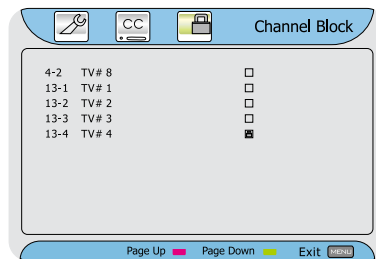 CC
Channel Block
4-2 TV# 8
13-1 TV# 1
13-2 TV# 2
13-3 TV# 3
13-4 TV# 4
Page Up Page Down Exit MENU